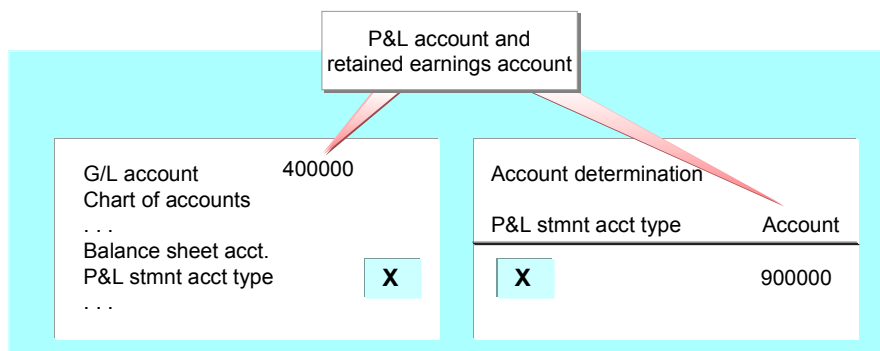 P&L account and
retained earnings account
G/L account 400000
Chart of accounts
. . .
Balance sheet acct.
P&L stmnt acct type X
. . .
Account determination
P&L stmnt acct type Account
X 900000